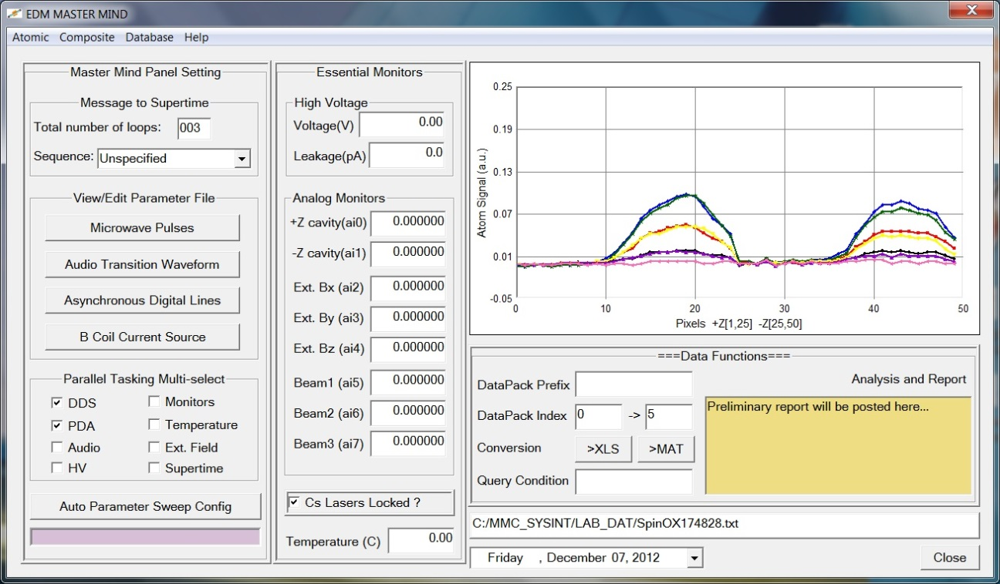 EDM MASTER MIND
Atomic Composite Database Help
Master Mind Panel Setting
Message to Supertime
Total number of loops: 003
Sequence: Unspecified
View/Edit Parameter File
Microwave Pulses
Audio Transition Waveform
Asynchronous Digital Lines
B Coil Current Source
Parallel Tasking Multi-select
DDS Monitors
PDA Temperature
Audio Ext. Field
HV Supertime
Auto Parameter Sweep Config
Essential Monitors
High Voltage
Voltage(V) 0.00
Leakage(pA) 0.0
Analog Monitors
+Z cavity(ai0) 0.000000
-Z cavity(ai1) 0.000000
Ext. Bx (ai2) 0.000000
Ext. By (ai3) 0.000000
Ext. Bz (ai4) 0.000000
Beam1 (ai5) 0.000000
Beam2 (ai6) 0.000000
Beam3 (ai7) 0.000000
Cs Lasers Locked ?
Temperature (C) 0.00
Atom Signal (a.u.)
0.25
0.19
0.13
0.07
0.01
-0.05
0 10 20 30 40 50
Pixels +Z[1,25] -Z[25,50]
===Data Functions===
DataPack Prefix
DataPack Index 0 -> 5
Conversion >XLS >MAT
Query Condition
Analysis and Report
Preliminary report will be posted here...
C:/MMC_SYSINT/LAB_DAT/SpinOX174828.txt
Friday , December 07, 2012
Close